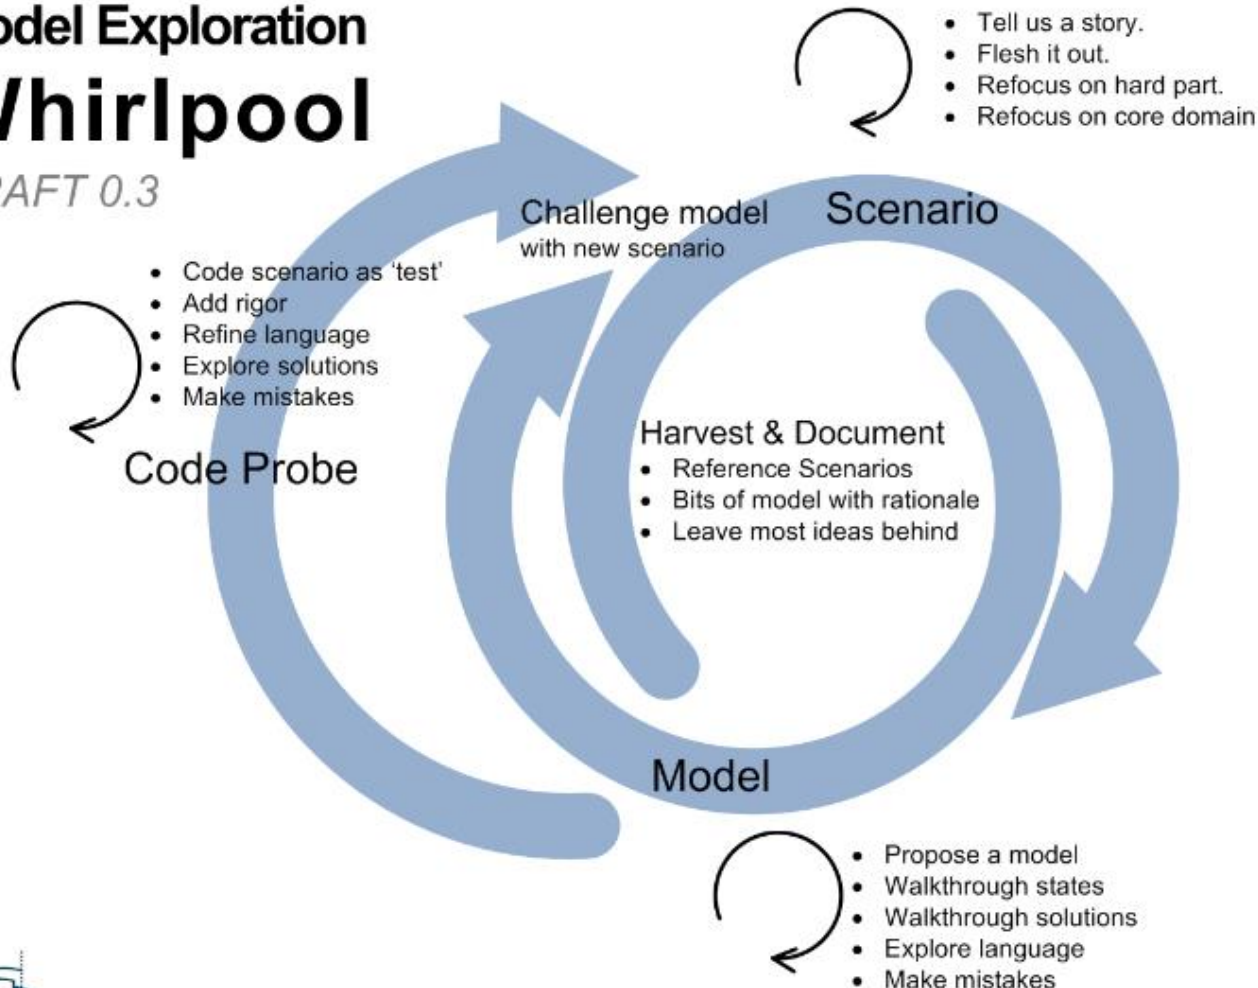 odel Exploration
Whirlpool
RAFT 0.3
• Tell us a story.
• Flesh it out.
• Refocus on hard part.
• Refocus on core domain
Challenge model
with new scenario
Scenario
• Code scenario as ‘test’
• Add rigor
• Refine language
• Explore solutions
• Make mistakes
Code Probe
Harvest & Document
• Reference Scenarios
• Bits of model with rationale
• Leave most ideas behind
Model
• Propose a model
• Walkthrough states
• Walkthrough solutions
• Explore language
• Make mistakes